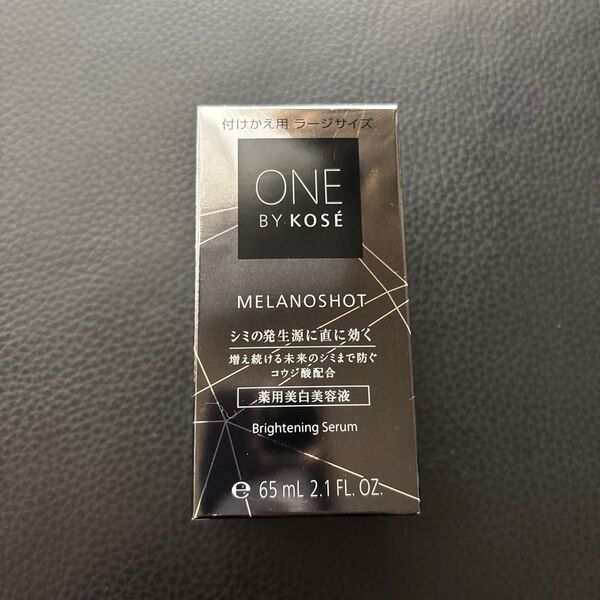 付けかえ用 ラージサイズ
ONE
BY KOSÉ
MELANOSHOT
シミの発生源に直に効く
増え続ける未来のシミまで防ぐ
コウジ酸配合
薬用美白美容液
Brightening Serum
℮ 65 mL 2.1 FL. OZ.